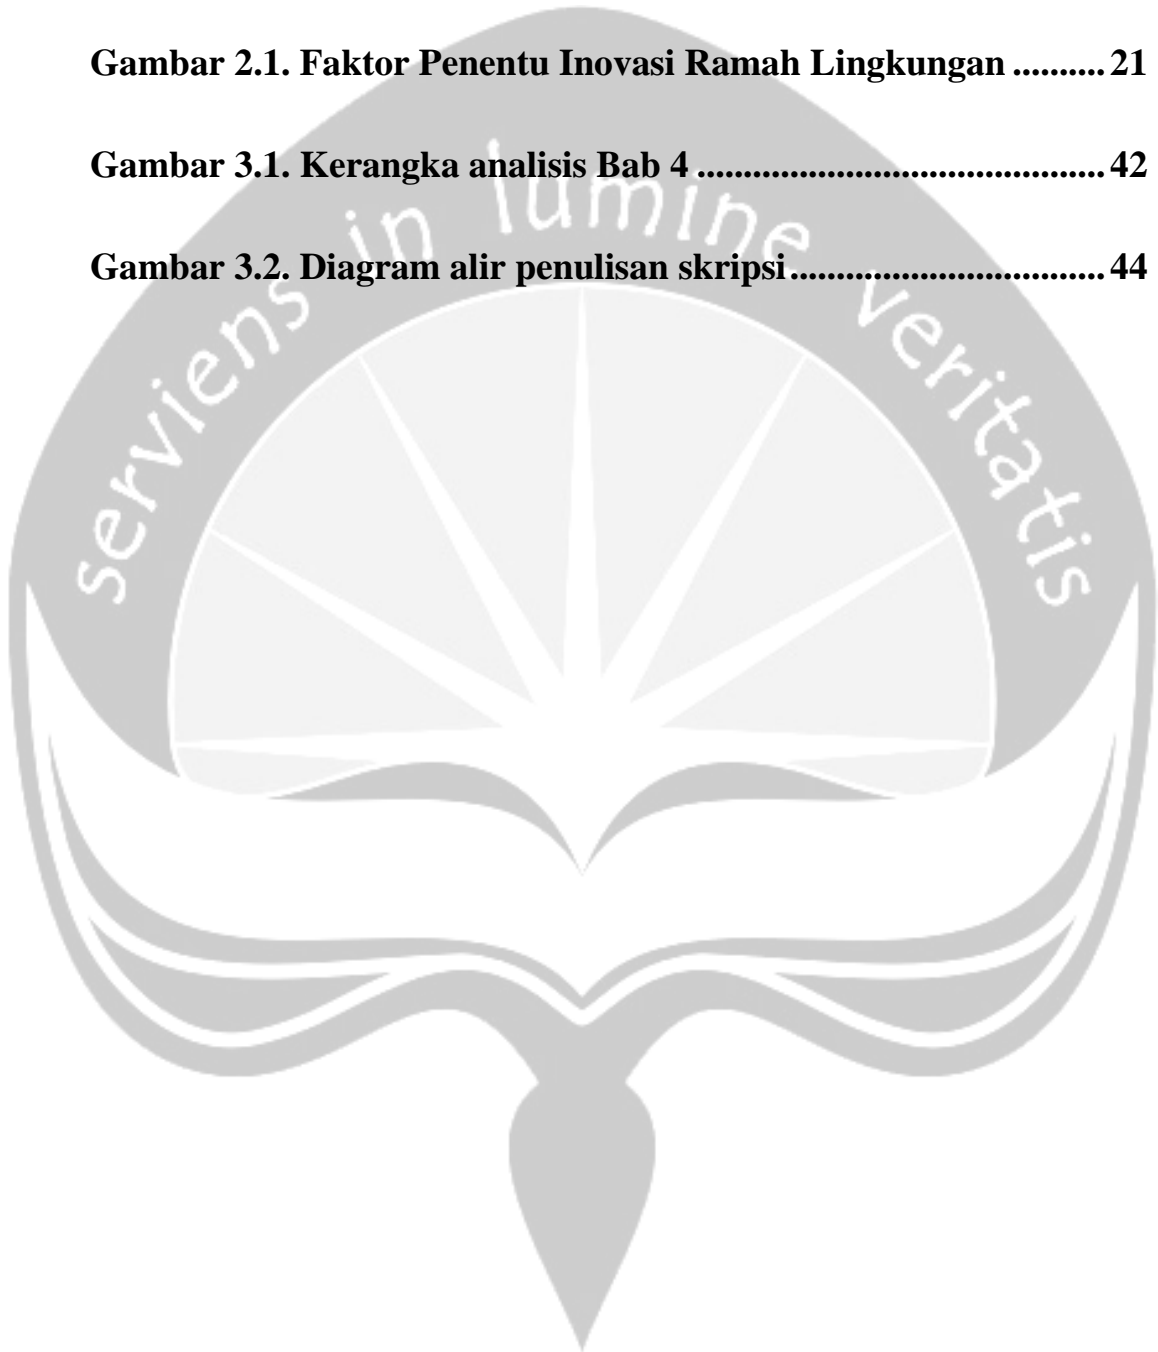 Gambar 2.1. Faktor Penentu Inovasi Ramah Lingkungan .......... 21
Gambar 3.1. Kerangka analisis Bab 4 ............................................ 42
Gambar 3.2. Diagram alir penulisan skripsi .................................. 44
serviens in lumine veritatis